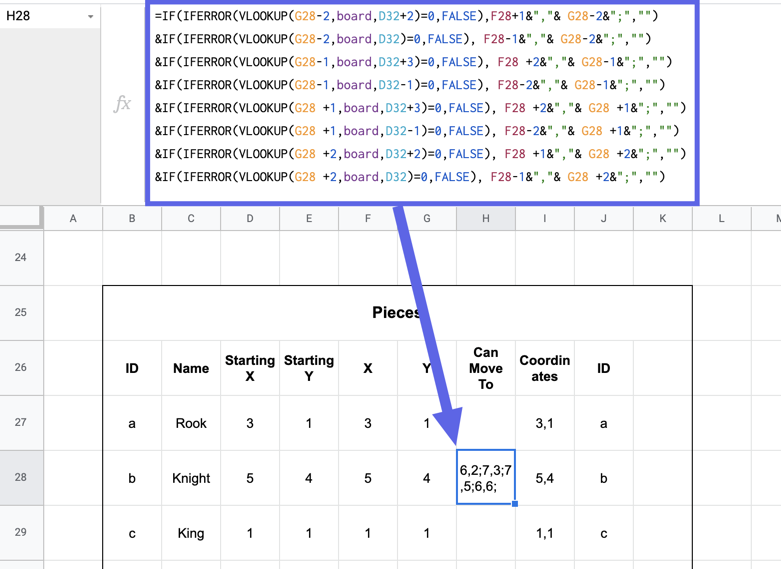 H28
fx
=IF(IFERROR(VLOOKUP(G28-2,board,D32+2)=0,FALSE),F28+1&","& G28-2&";","")
&IF(IFERROR(VLOOKUP(G28-2,board,D32)=0,FALSE), F28-1&","& G28-2&";","")
&IF(IFERROR(VLOOKUP(G28-1,board,D32+3)=0,FALSE), F28 +2&","& G28-1&";","")
&IF(IFERROR(VLOOKUP(G28-1,board,D32-1)=0,FALSE), F28-2&","& G28-1&";","")
&IF(IFERROR(VLOOKUP(G28 +1,board,D32+3)=0,FALSE), F28 +2&","& G28 +1&";","")
&IF(IFERROR(VLOOKUP(G28 +1,board,D32-1)=0,FALSE), F28-2&","& G28 +1&";","")
&IF(IFERROR(VLOOKUP(G28 +2,board,D32+2)=0,FALSE), F28 +1&","& G28 +2&";","")
&IF(IFERROR(VLOOKUP(G28 +2,board,D32)=0,FALSE), F28-1&","& G28 +2&";","")
A B C D E F G H I J K L M
24
25 Pieces
26 ID Name Starting X Starting Y X Y Can Move To Coordinates ID
27 a Rook 3 1 3 1 3,1 a
28 b Knight 5 4 5 4 6,2;7,3;7,5;6,6; 5,4 b
29 c King 1 1 1 1 1,1 c